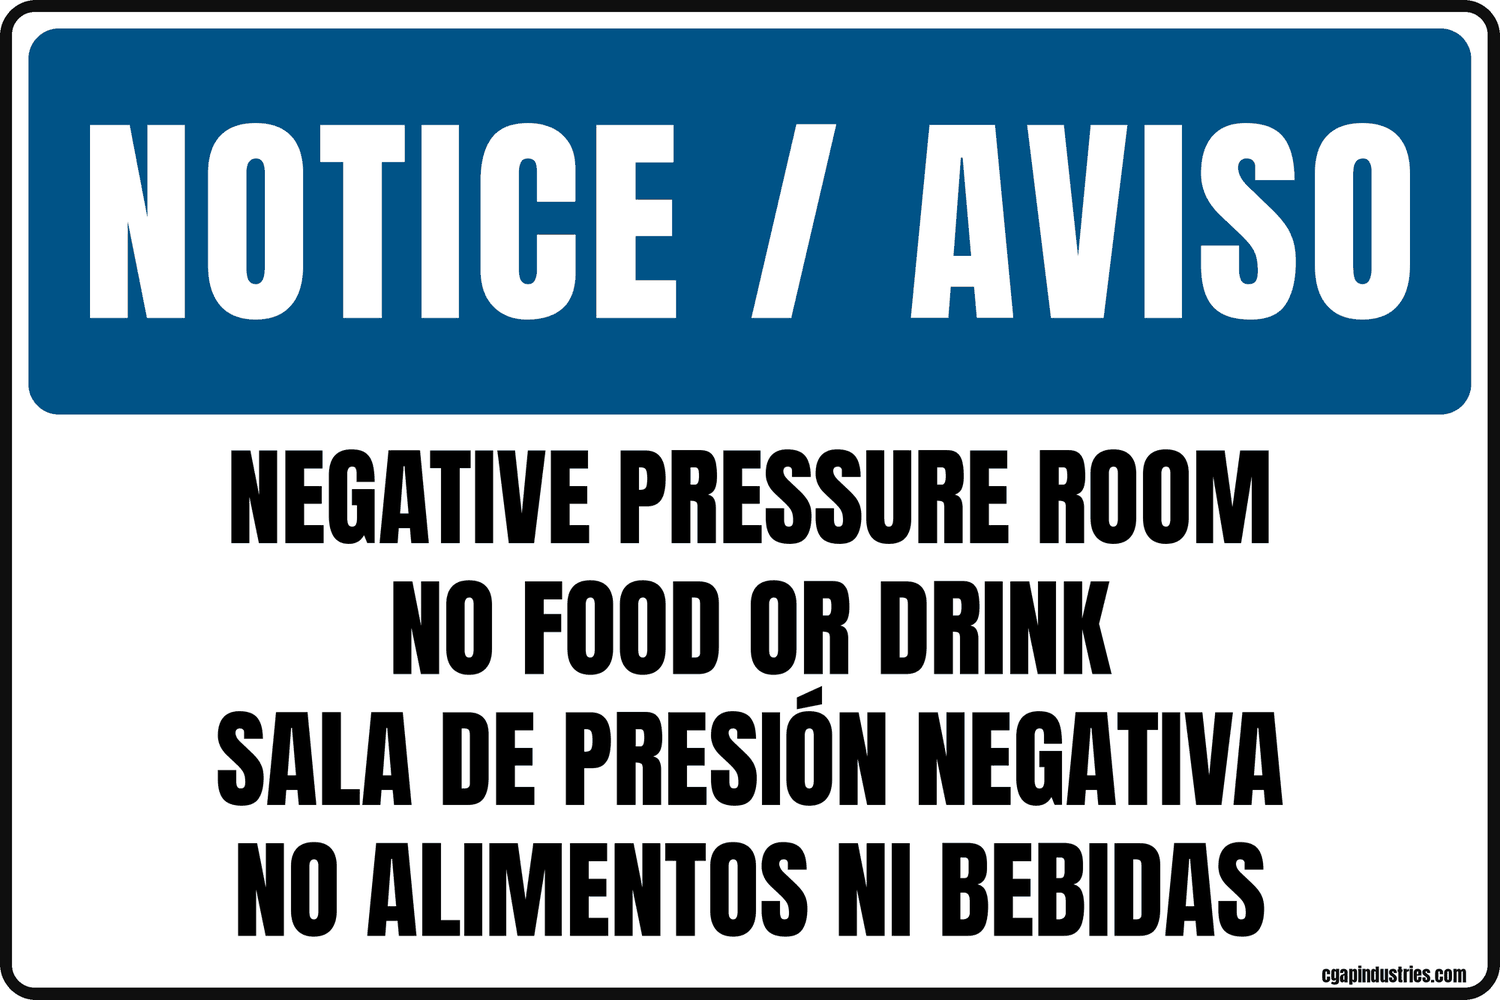 NOTICE / AVISO
NEGATIVE PRESSURE ROOM
NO FOOD OR DRINK
SALA DE PRESIÓN NEGATIVA
NO ALIMENTOS NI BEBIDAS
cgapindustries.com